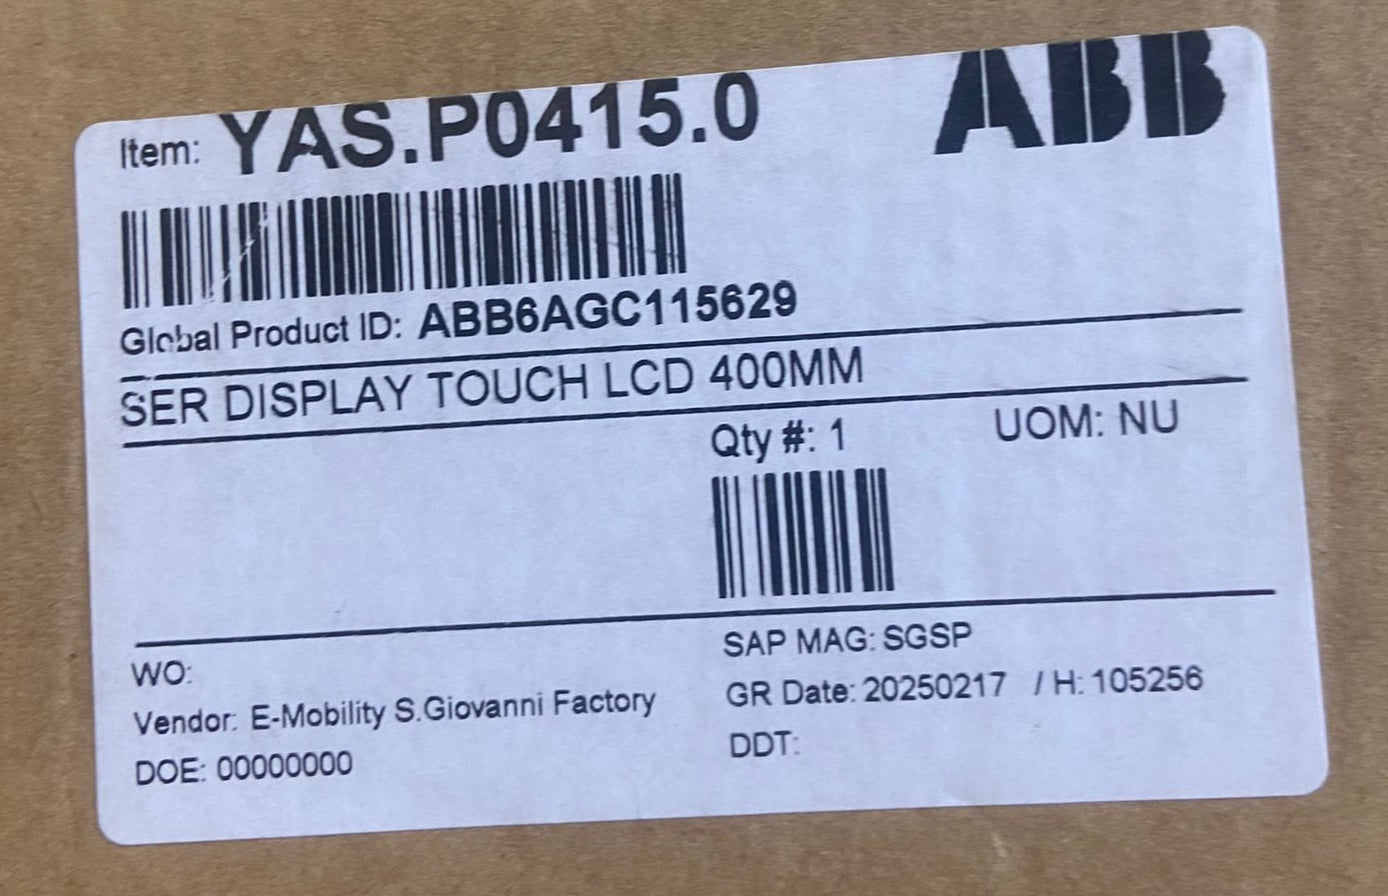 Item: YAS.P0415.0
ABB
Global Product ID: ABB6AGC115629
SER DISPLAY TOUCH LCD 400MM
Qty #: 1
UOM: NU
WO:
Vendor: E-Mobility S.Giovanni Factory
DOE: 00000000
SAP MAG: SGSP
GR Date: 20250217 / H: 105256
DDT: